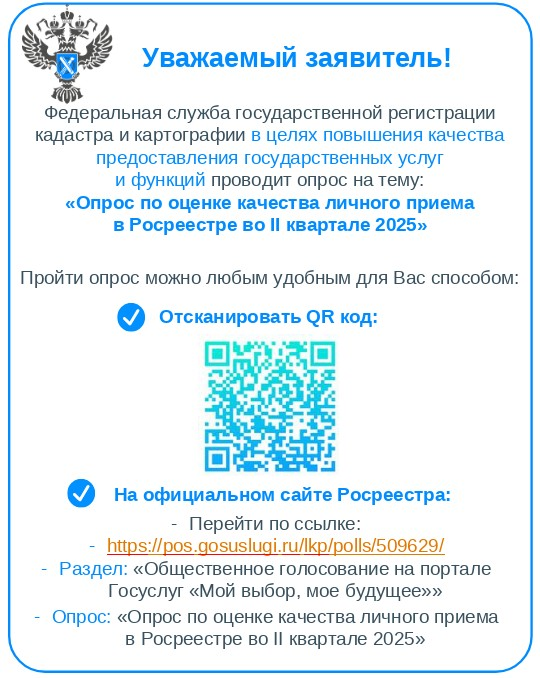 Уважаемый заявитель!
Федеральная служба государственной регистрации
кадастра и картографии в целях повышения качества
предоставления государственных услуг
и функций проводит опрос на тему:
«Опрос по оценке качества личного приема
в Росреестре во II квартале 2025»
Пройти опрос можно любым удобным для Вас способом:
Отсканировать QR код:
На официальном сайте Росреестра:
- Перейти по ссылке:
- https://pos.gosuslugi.ru/lkp/polls/509629/
- Раздел: «Общественное голосование на портале
Госуслуг «Мой выбор, мое будущее»»
- Опрос: «Опрос по оценке качества личного приема
в Росреестре во II квартале 2025»